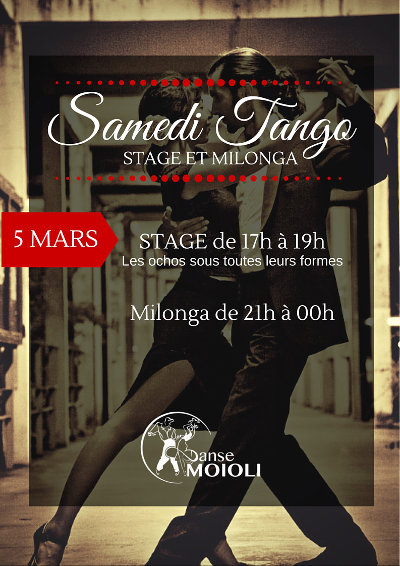 Samedi Tango
STAGE ET MILONGA
5 MARS
STAGE de 17h à 19h
Les ochos sous toutes leurs formes
Milonga de 21h à 00h
Danse
MOIOLI